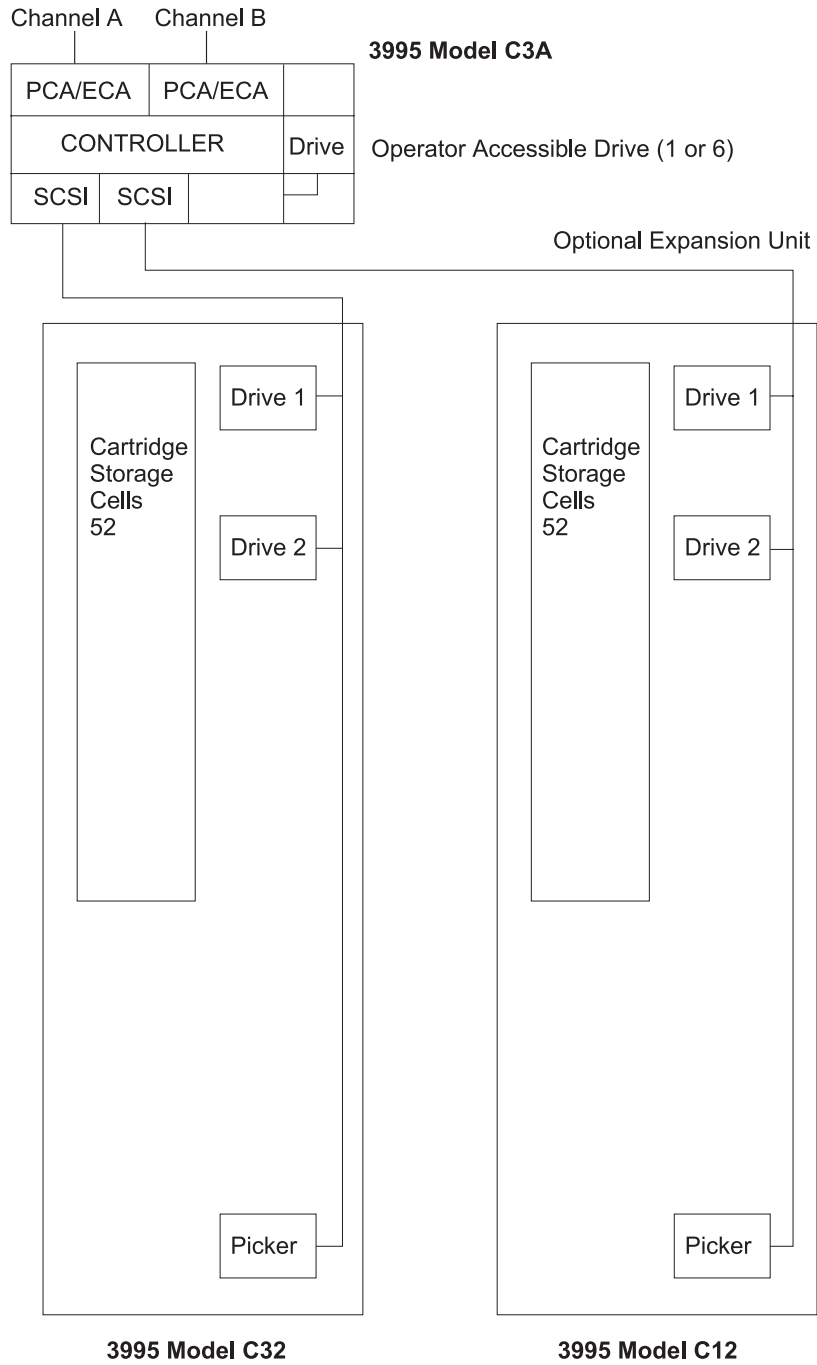 Channel A Channel B
3995 Model C3A
PCA/ECA PCA/ECA
CONTROLLER Drive Operator Accessible Drive (1 or 6)
SCSI SCSI
Optional Expansion Unit
Drive 1
Cartridge
Storage
Cells
52
Drive 2
Picker
3995 Model C32
Drive 1
Cartridge
Storage
Cells
52
Drive 2
Picker
3995 Model C12